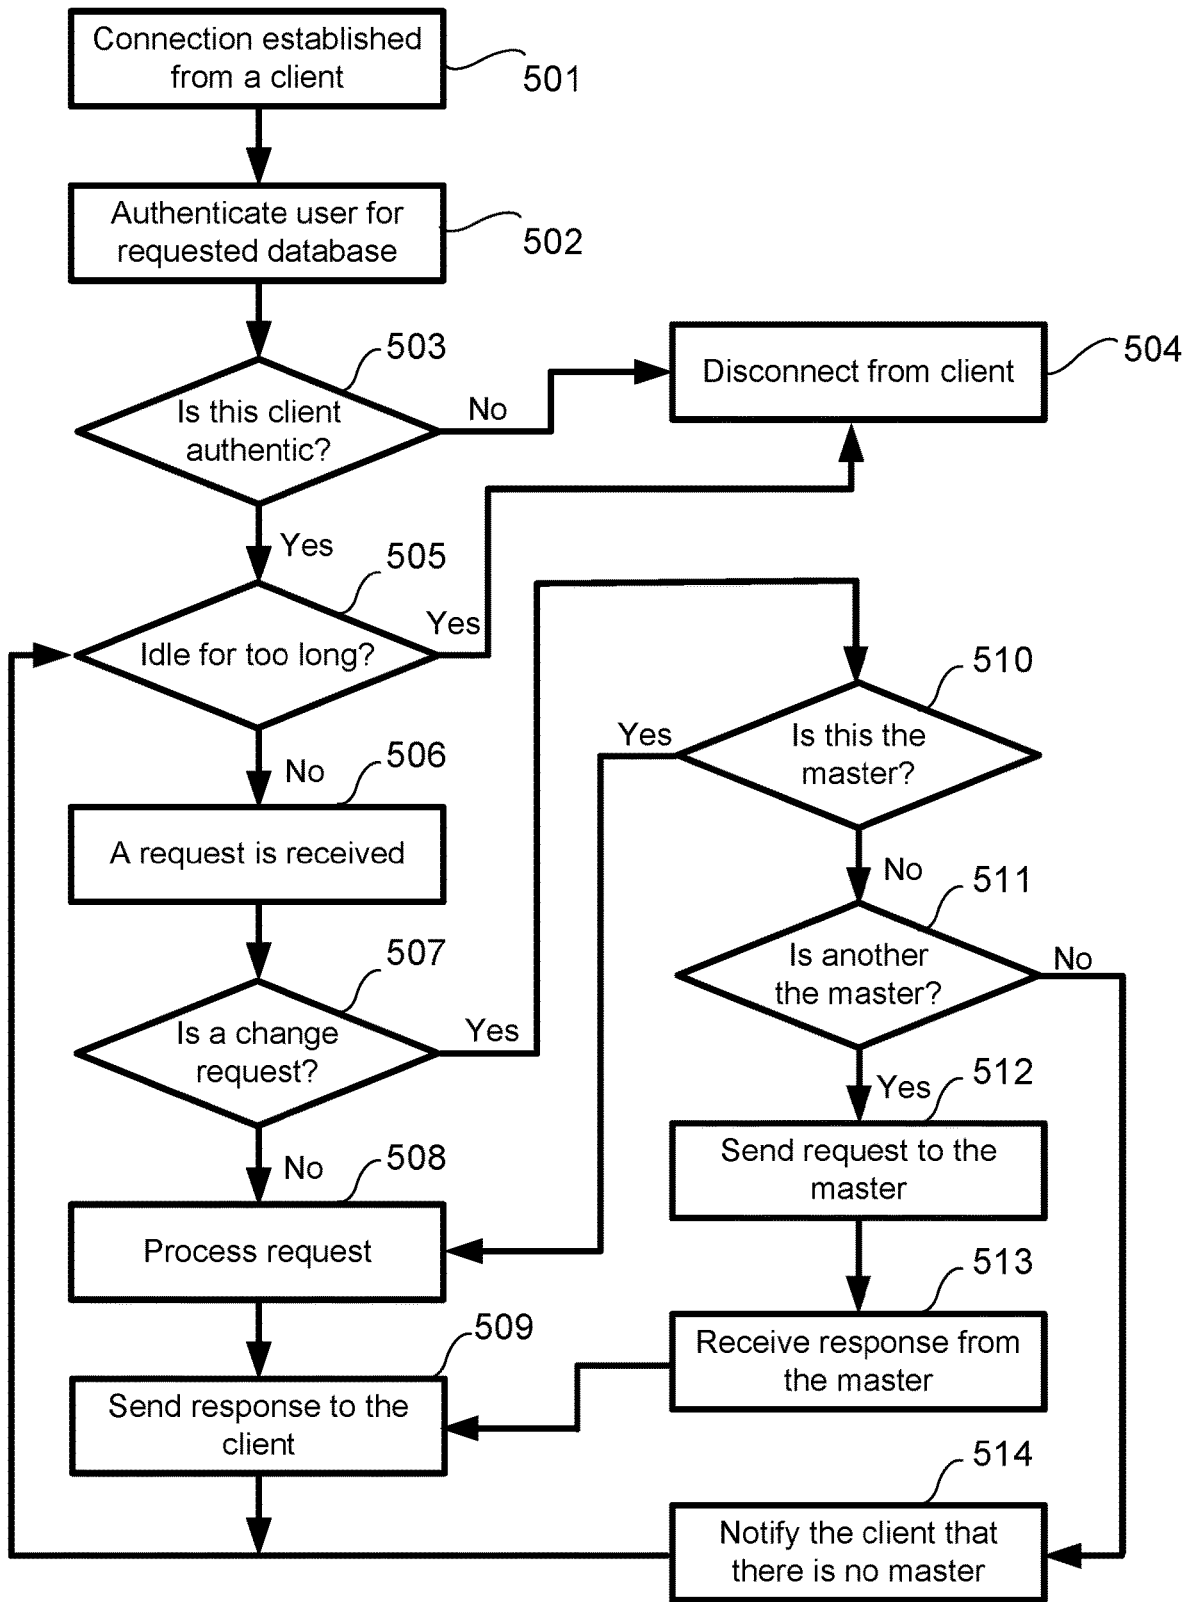 Connection established
from a client
501
Authenticate user for
requested database
502
503
Is this client
authentic?
No
Disconnect from client
504
Yes
505
Idle for too long?
Yes
No
506
A request is received
507
Is a change
request?
Yes
No
508
Process request
509
Send response to the
client
510
Is this the
master?
Yes
No
511
Is another
the master?
No
Yes
512
Send request to the
master
513
Receive response from
the master
514
Notify the client that
there is no master